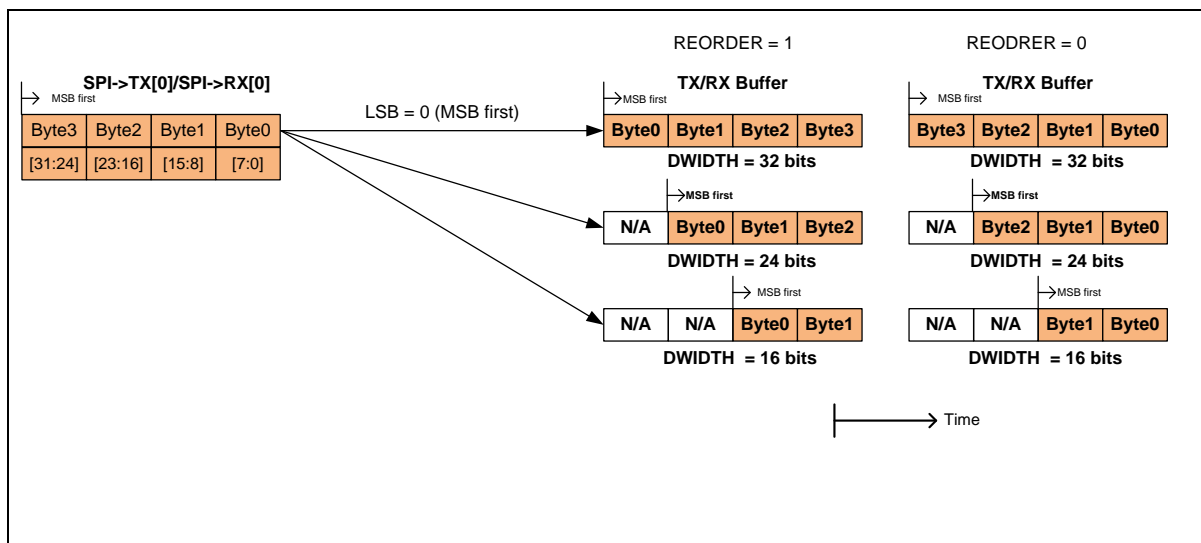 REORDER = 1
REODRER = 0
SPI->TX[0]/SPI->RX[0]
MSB first
Byte3 Byte2 Byte1 Byte0
[31:24] [23:16] [15:8] [7:0]
LSB = 0 (MSB first)
TX/RX Buffer
MSB first
Byte0 Byte1 Byte2 Byte3
DWIDTH = 32 bits
MSB first
N/A Byte0 Byte1 Byte2
DWIDTH = 24 bits
MSB first
N/A N/A Byte0 Byte1
DWIDTH = 16 bits
TX/RX Buffer
MSB first
Byte3 Byte2 Byte1 Byte0
DWIDTH = 32 bits
MSB first
N/A Byte2 Byte1 Byte0
DWIDTH = 24 bits
MSB first
N/A N/A Byte1 Byte0
DWIDTH = 16 bits
Time